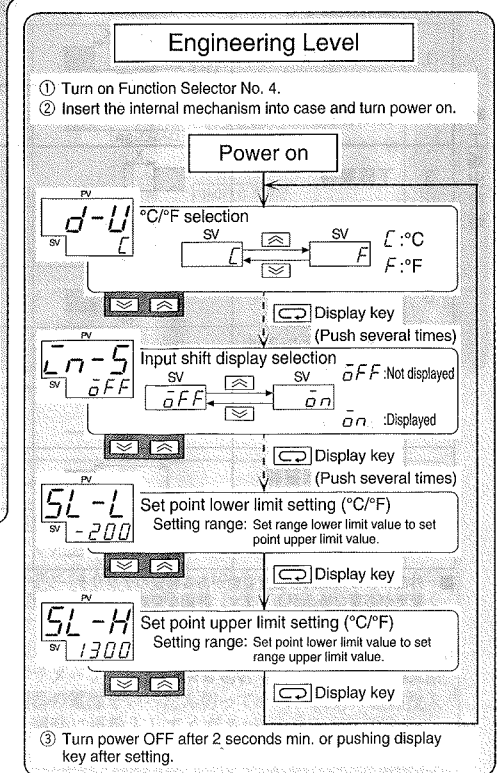 Engineering Level
① Turn on Function Selector No. 4.
② Insert the internal mechanism into case and turn power on.
Power on
PV
d-U
SV
C
°C/°F selection
SV
C
SV
F
C :°C
F :°F
Display key
(Push several times)
PV
in-S
SV
oFF
Input shift display selection
SV
oFF
SV
on
oFF :Not displayed
on :Displayed
Display key
(Push several times)
PV
SL-L
SV
-200
Set point lower limit setting (°C/°F)
Setting range: Set range lower limit value to set
point upper limit value.
Display key
PV
SL-H
SV
1300
Set point upper limit setting (°C/°F)
Setting range: Set point lower limit value to set
range upper limit value.
Display key
③ Turn power OFF after 2 seconds min. or pushing display
key after setting.